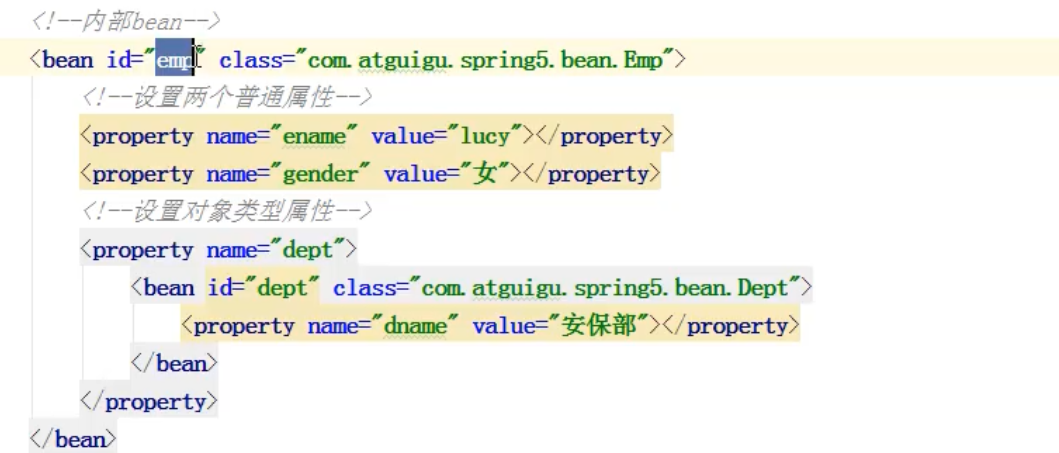 <!--内部bean-->
<bean id="emp" class="com.atguigu.spring5.bean.Emp">
<!--设置两个普通属性-->
<property name="ename" value="lucy"></property>
<property name="gender" value="女"></property>
<!--设置对象类型属性-->
<property name="dept">
<bean id="dept" class="com.atguigu.spring5.bean.Dept">
<property name="dname" value="安保部"></property>
</bean>
</property>
</bean>